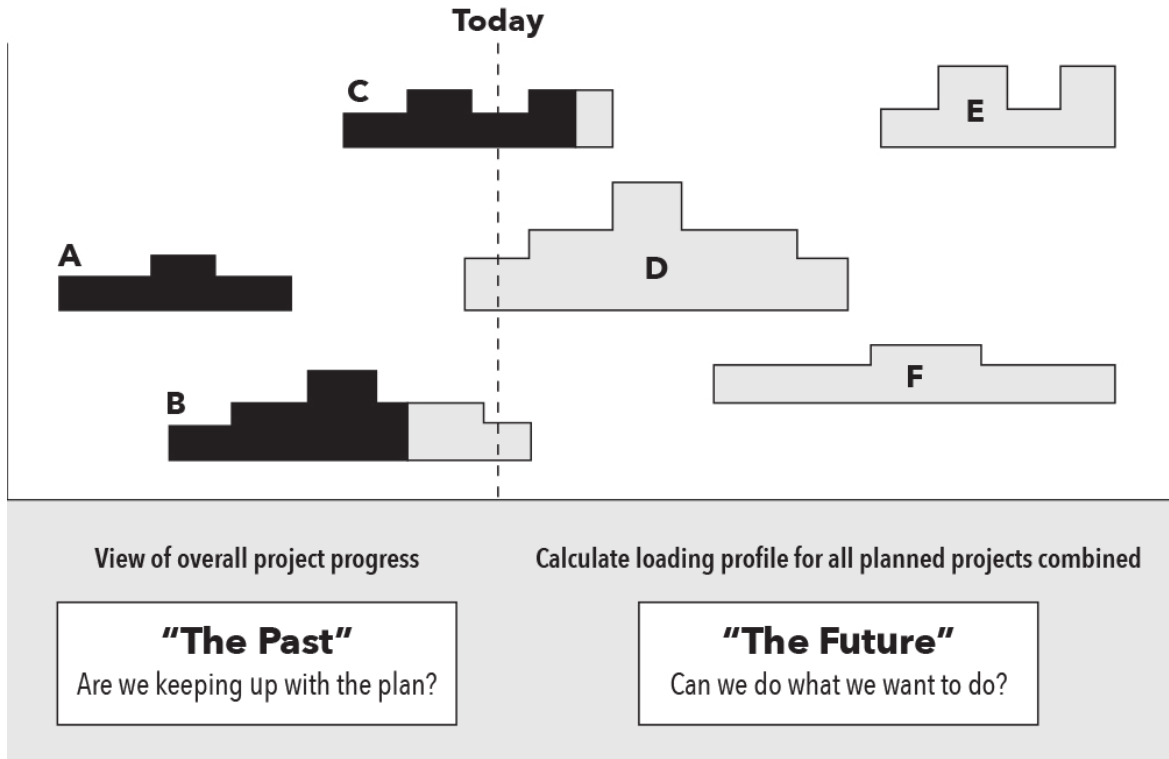 Today
C
E
A
D
B
F
View of overall project progress
Calculate loading profile for all planned projects combined
“The Past”
Are we keeping up with the plan?
“The Future”
Can we do what we want to do?